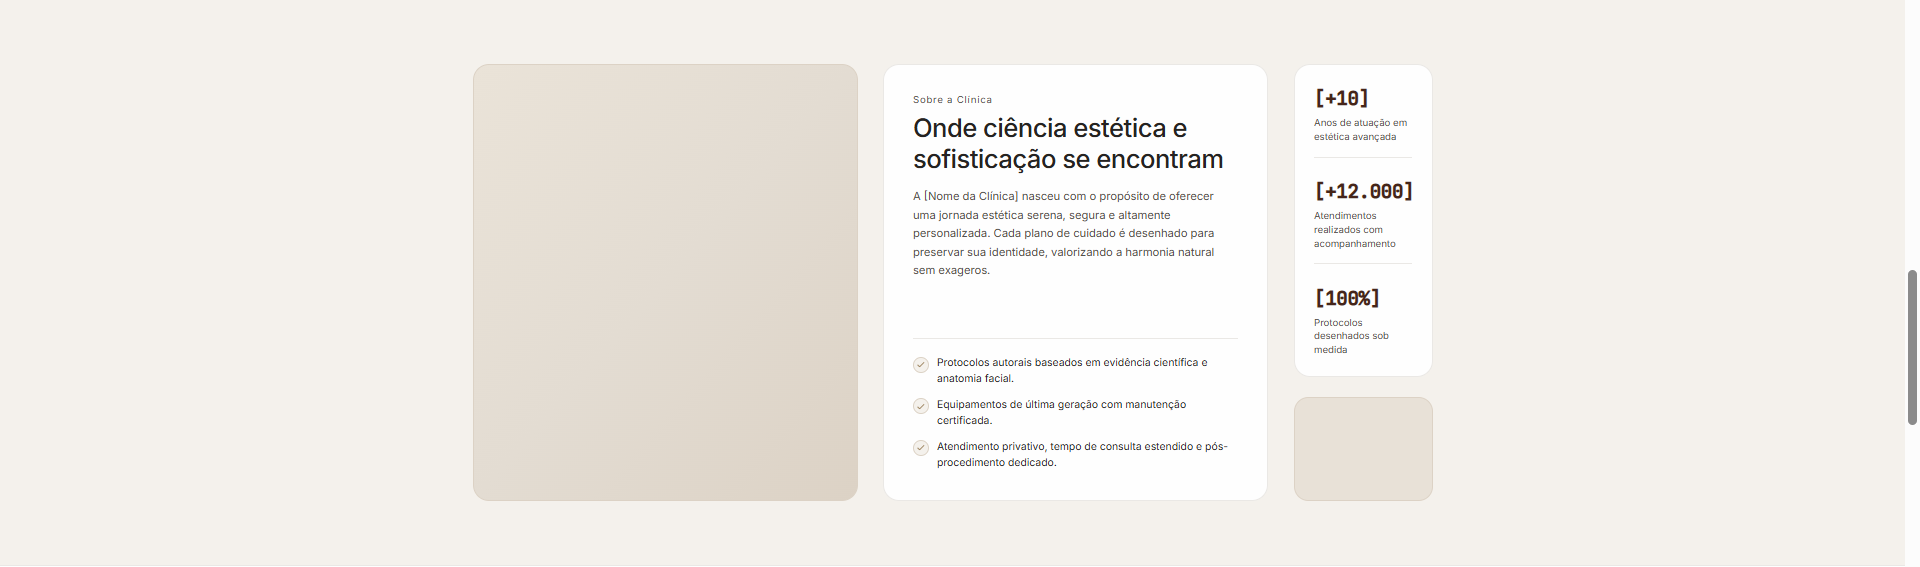 Sobre a Clínica
Onde ciência estética e
sofisticação se encontram
A [Nome da Clínica] nasceu com o propósito de oferecer
uma jornada estética serena, segura e altamente
personalizada. Cada plano de cuidado é desenhado para
preservar sua identidade, valorizando a harmonia natural
sem exageros.
Protocolos autorais baseados em evidência científica e
anatomia facial.
Equipamentos de última geração com manutenção
certificada.
Atendimento privativo, tempo de consulta estendido e pós-
procedimento dedicado.
[+10]
Anos de atuação em
estética avançada
[+12.000]
Atendimentos
realizados com
acompanhamento
[100%]
Protocolos
desenhados sob
medida